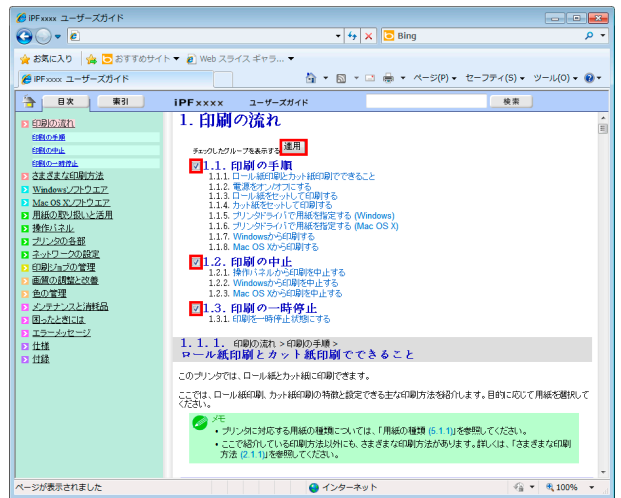 iPFxxxx ユーザーズガイド
Bing
お気に入り おすすめサイト Web スライス ギャラ...
iPFxxxx ユーザーズガイド ページ(P) セーフティ(S) ツール(O)
目次 索引 iPFxxxx ユーザーズガイド 検索
印刷の流れ
印刷の手順
印刷の中止
印刷の一時停止
さまざまな印刷方法
Windowsソフトウエア
Mac OS Xソフトウエア
用紙の取り扱いと活用
操作パネル
プリンタの各部
ネットワークの設定
印刷ジョブの管理
画質の調整と改善
色の管理
メンテナンスと消耗品
困ったときには
エラーメッセージ
仕様
付録
1. 印刷の流れ
チェックしたグループを表示する 適用
1.1. 印刷の手順
1.1.1. ロール紙印刷とカット紙印刷でできること
1.1.2. 電源をオン/オフにする
1.1.3. ロール紙をセットして印刷する
1.1.4. カット紙をセットして印刷する
1.1.5. プリンタドライバで用紙を指定する (Windows)
1.1.6. プリンタドライバで用紙を指定する (Mac OS X)
1.1.7. Windowsから印刷する
1.1.8. Mac OS Xから印刷する
1.2. 印刷の中止
1.2.1. 操作パネルから印刷を中止する
1.2.2. Windowsから印刷を中止する
1.2.3. Mac OS Xから印刷を中止する
1.3. 印刷の一時停止
1.3.1. 印刷を一時停止状態にする
1.1.1. 印刷の流れ > 印刷の手順 >
ロール紙印刷とカット紙印刷でできること
このプリンタでは、ロール紙とカット紙に印刷できます。
ここでは、ロール紙印刷、カット紙印刷の特徴と設定できる主な印刷方法を紹介します。目的に応じて用紙を選択して
ください。
メモ
• プリンタに対応する用紙の種類については、「用紙の種類 (5.1.1)」を参照してください。
• ここで紹介している印刷方法以外にも、さまざまな印刷方法があります。詳しくは、「さまざまな印刷
方法 (2.1.1)」を参照してください。
ページが表示されました インターネット 100%